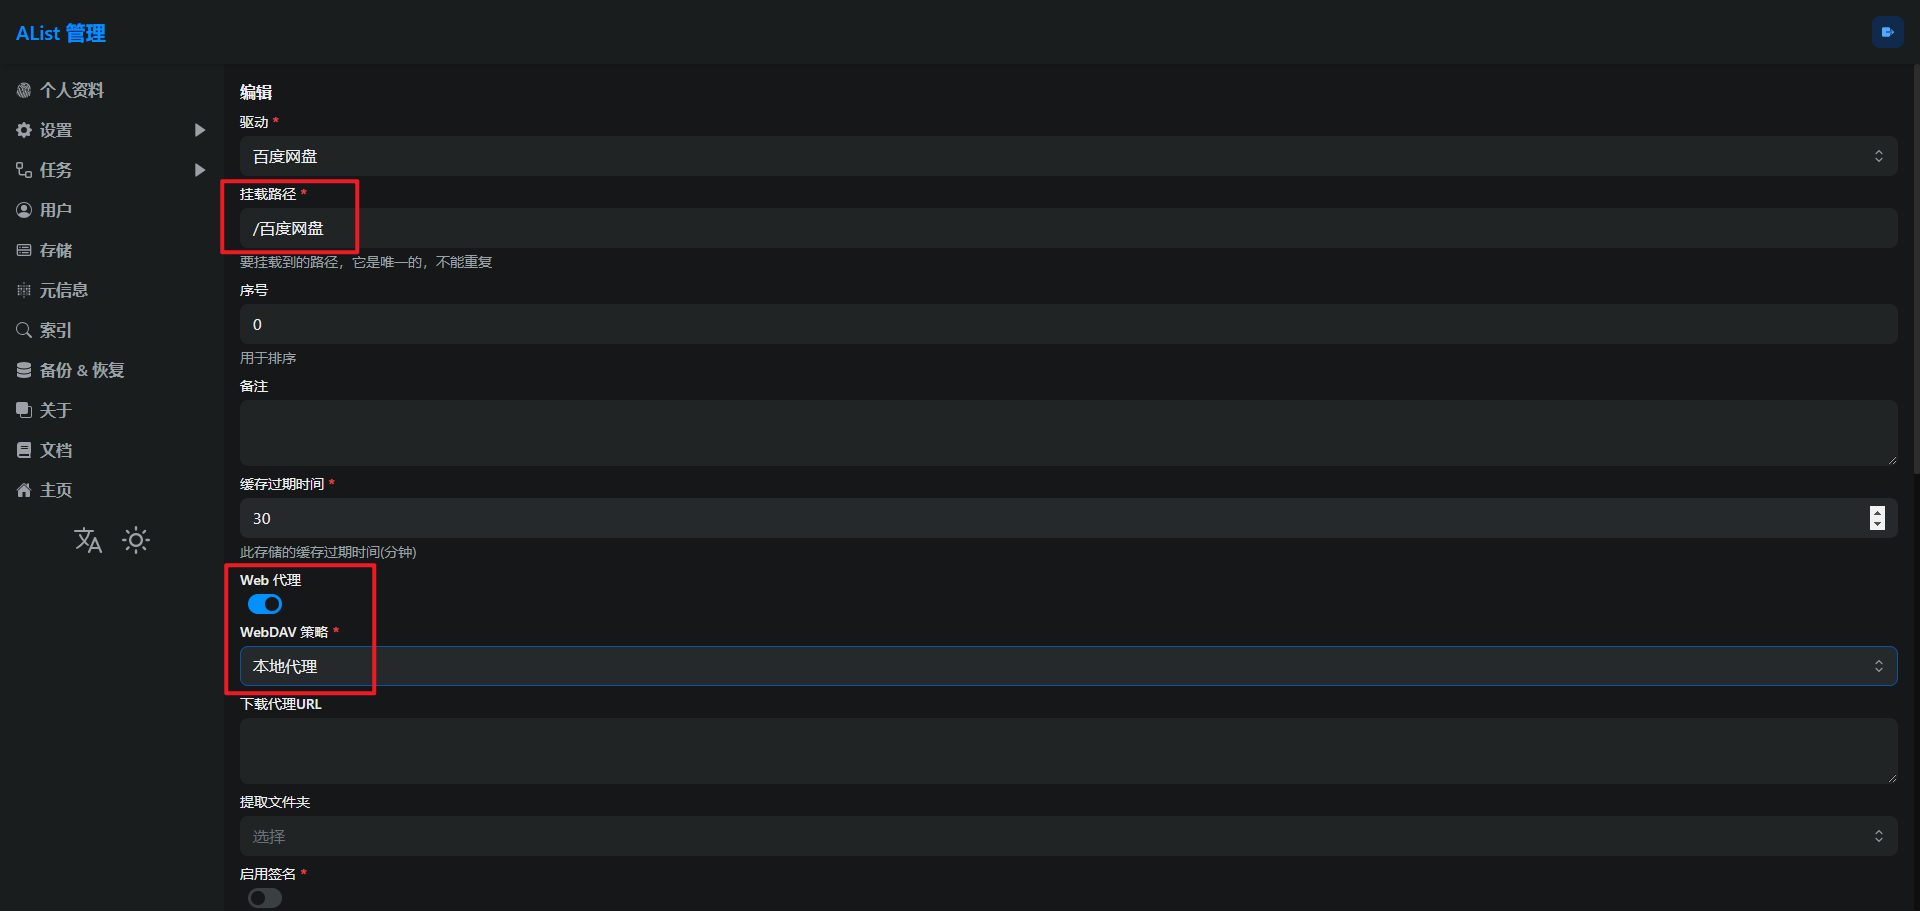 AList 管理
个人资料
设置
任务
用户
存储
元信息
索引
备份 & 恢复
关于
文档
主页
编辑
驱动 *
百度网盘
挂载路径 *
/百度网盘
要挂载到的路径，它是唯一的，不能重复
序号
0
用于排序
备注
缓存过期时间 *
30
此存储的缓存过期时间(分钟)
Web 代理
WebDAV 策略 *
本地代理
下载代理URL
提取文件夹
选择
启用签名 *